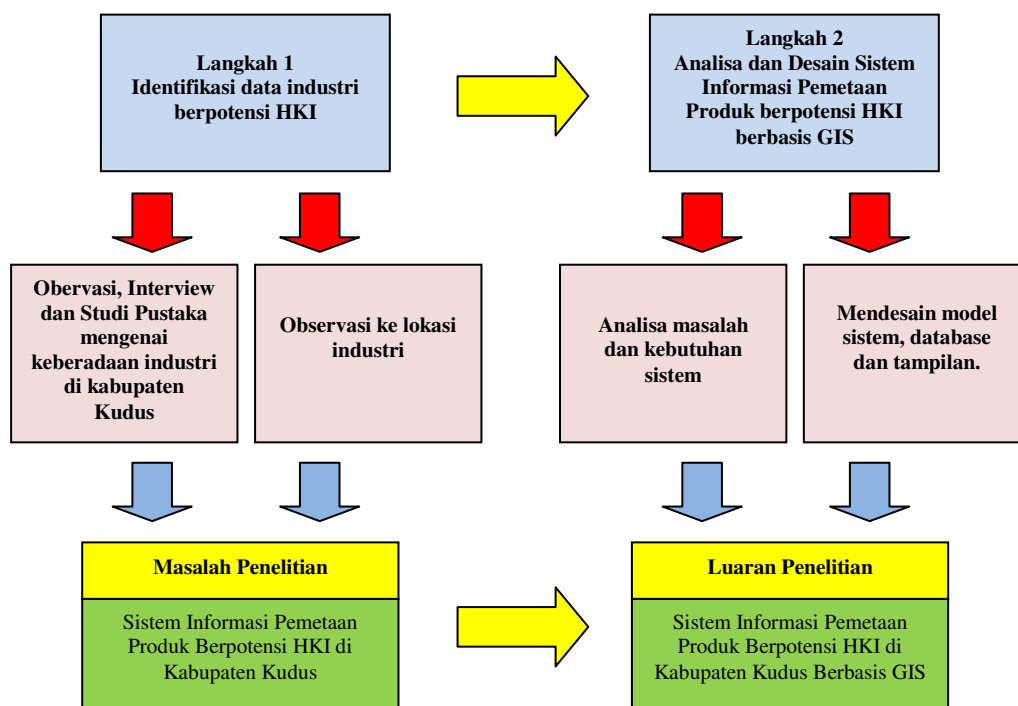 Langkah 1
Identifikasi data industri
berpotensi HKI
Langkah 2
Analisa dan Desain Sistem
Informasi Pemetaan
Produk berpotensi HKI
berbasis GIS
Obervasi, Interview
dan Studi Pustaka
mengenai
keberadaan industri
di kabupaten
Kudus
Observasi ke lokasi
industri
Analisa masalah
dan kebutuhan
sistem
Mendesain model
sistem, database
dan tampilan.
Masalah Penelitian
Sistem Informasi Pemetaan
Produk Berpotensi HKI di
Kabupaten Kudus
Luaran Penelitian
Sistem Informasi Pemetaan
Produk Berpotensi HKI di
Kabupaten Kudus Berbasis GIS